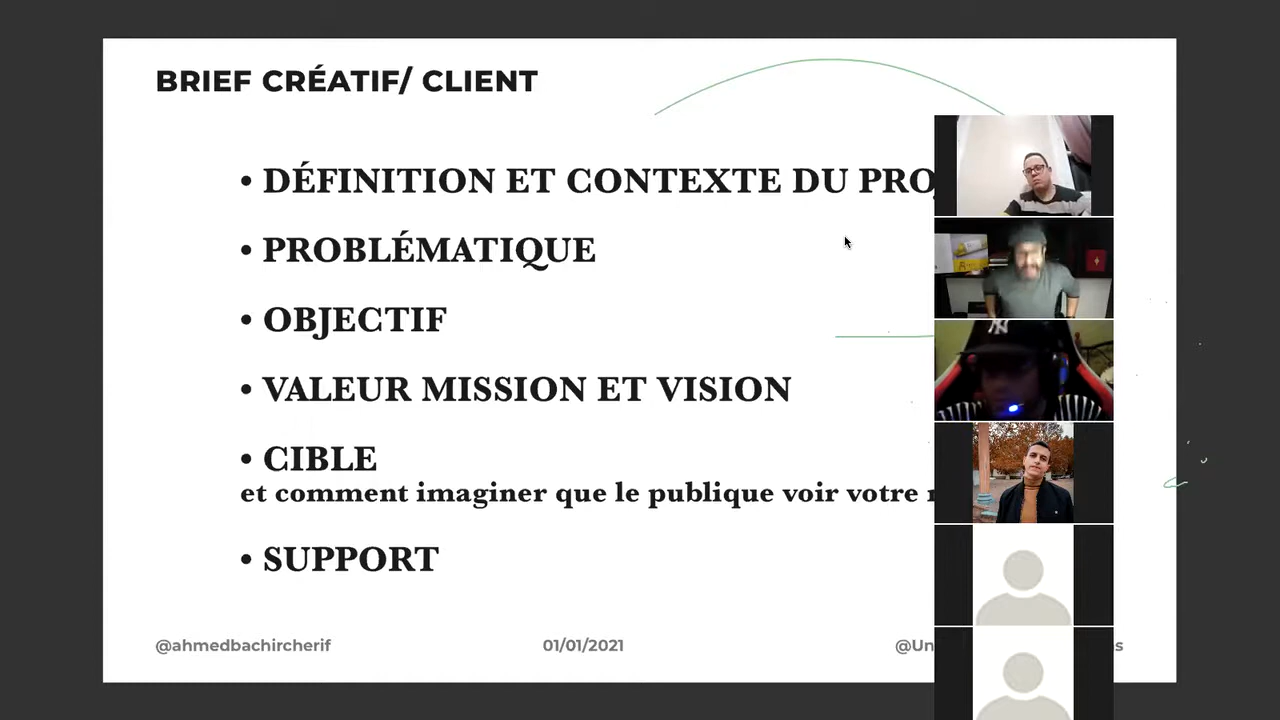 BRIEF CRÉATIF/ CLIENT
• DÉFINITION ET CONTEXTE DU
• PROBLÉMATIQUE
• OBJECTIF
• VALEUR MISSION ET VISION
• CIBLE
et comment imaginer que le publique voir votre
• SUPPORT
@ahmedbachircherif
01/01/2021